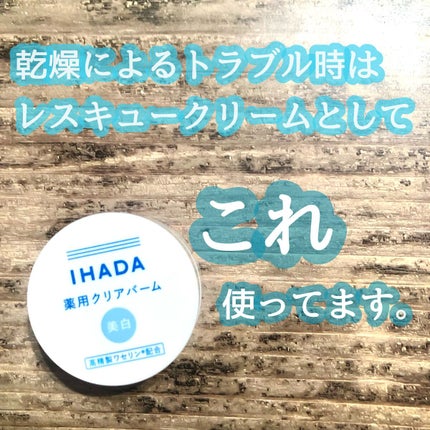 乾燥によるトラブル時は
レスキュークリームとして
これ
使ってます。
IHADA
薬用クリアバーム
美白
高精製ワセリン*配合